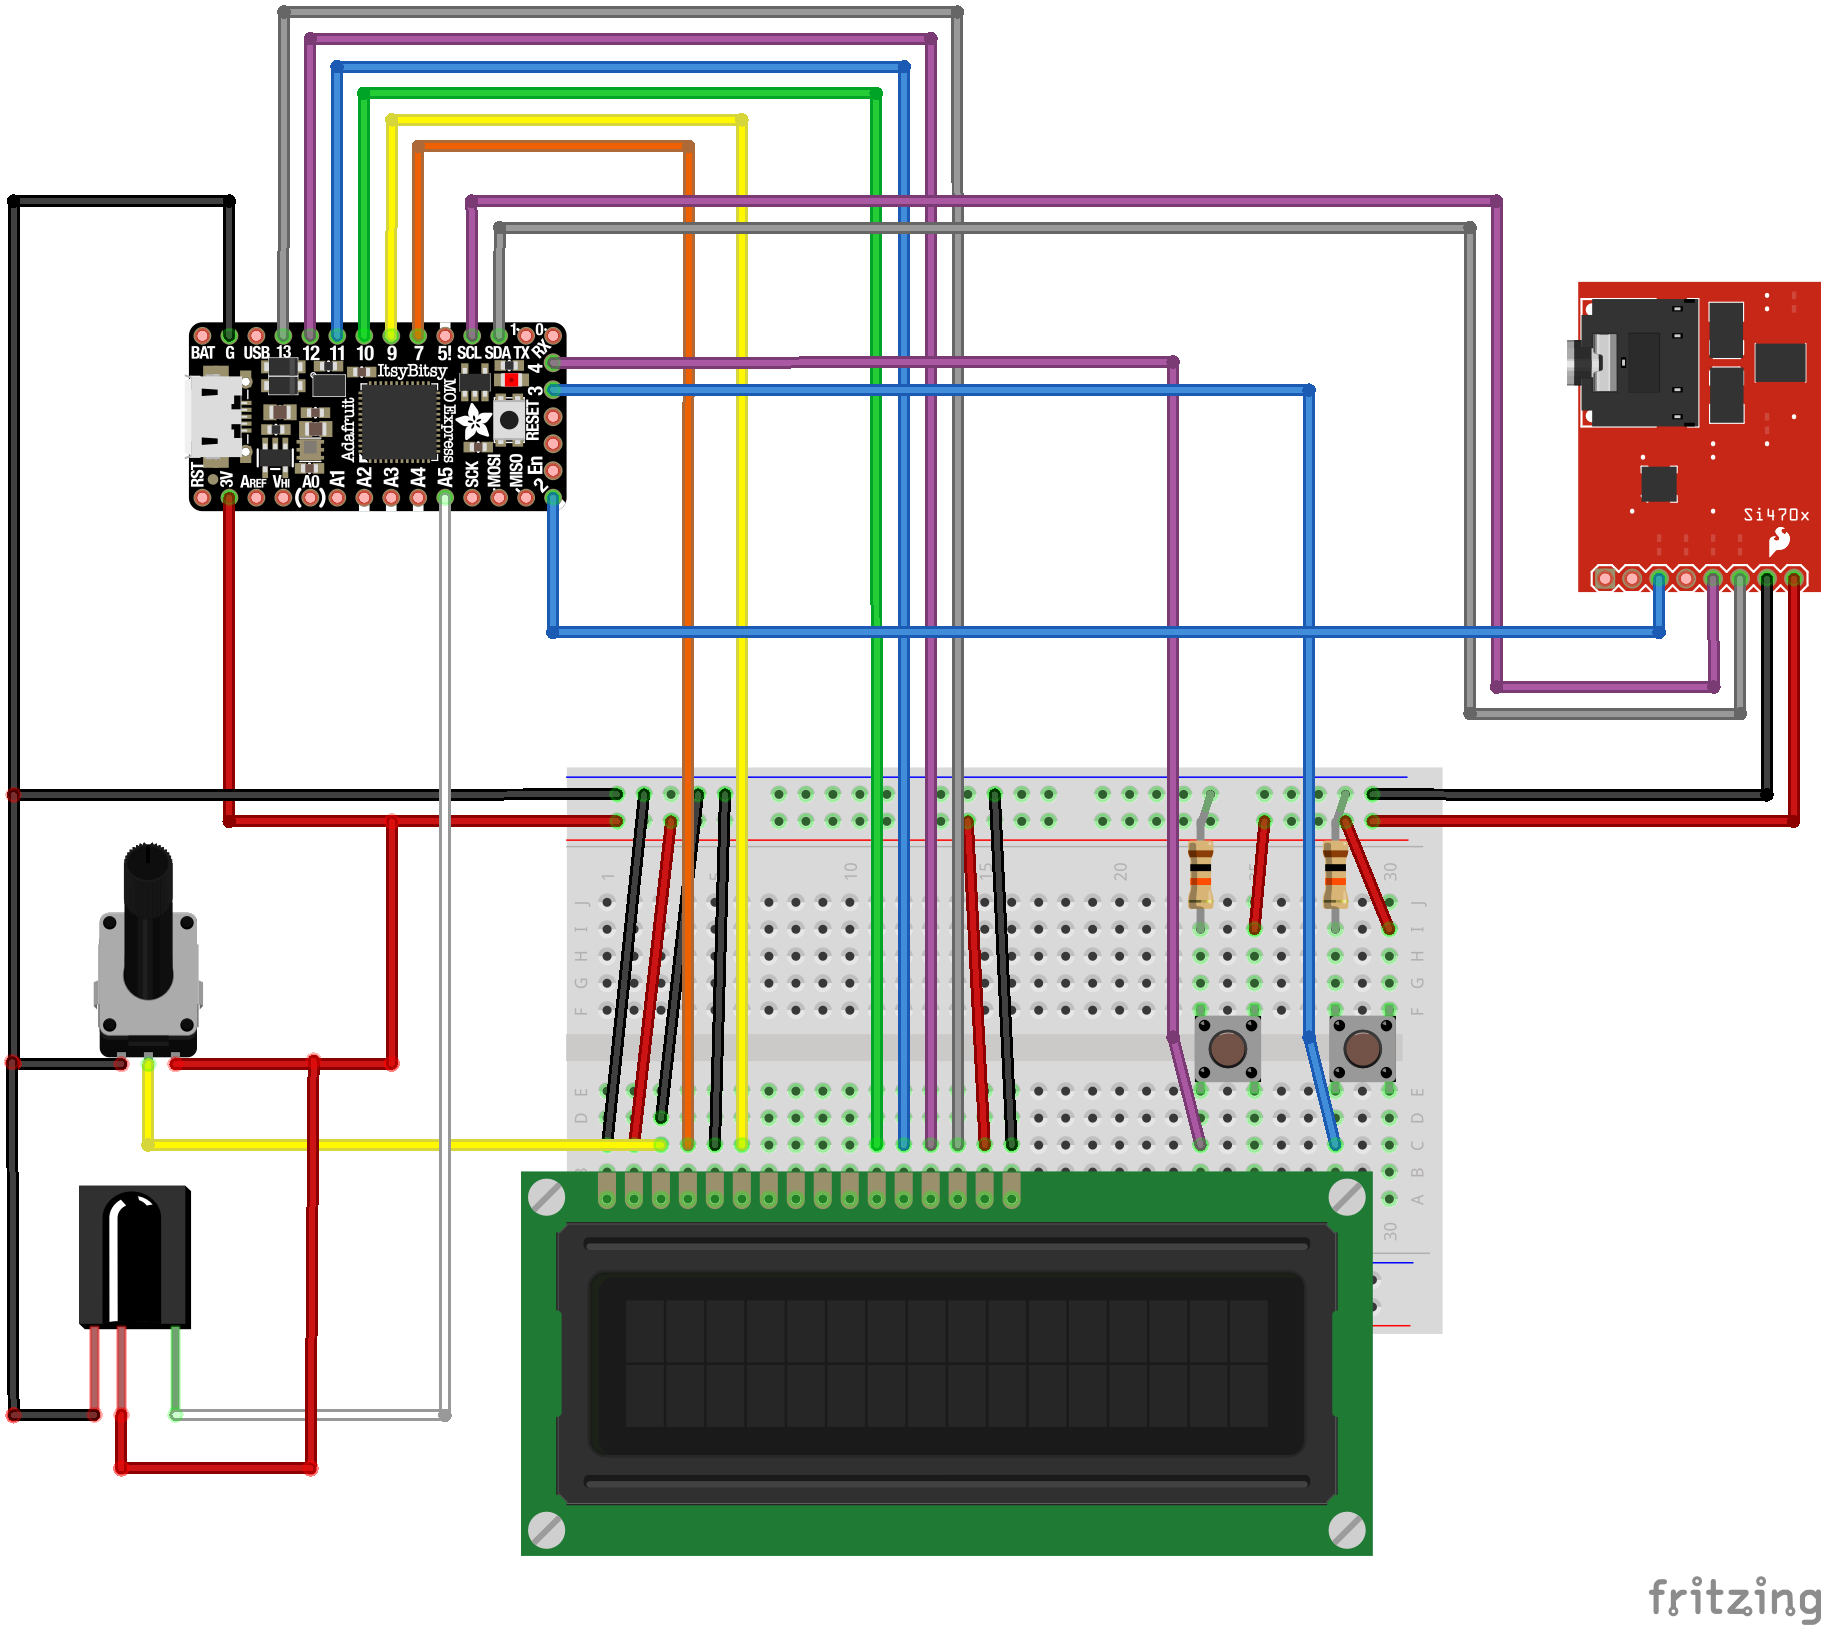 BAT G USB 13 12 11 10 9 7 5! SCL SDA TX 1 0
RX
4
3
ItsyBitsy
M0 Express
Adafruit
RESET
RST 3V AREF VHI A0 A1 A2 A3 A4 A5 SCK MOSI MISO En 2
Si470x
1 5 10 15 20 25 30
J J
I I
H H
G G
F F
E E
D D
C
B B
A
30
fritzing